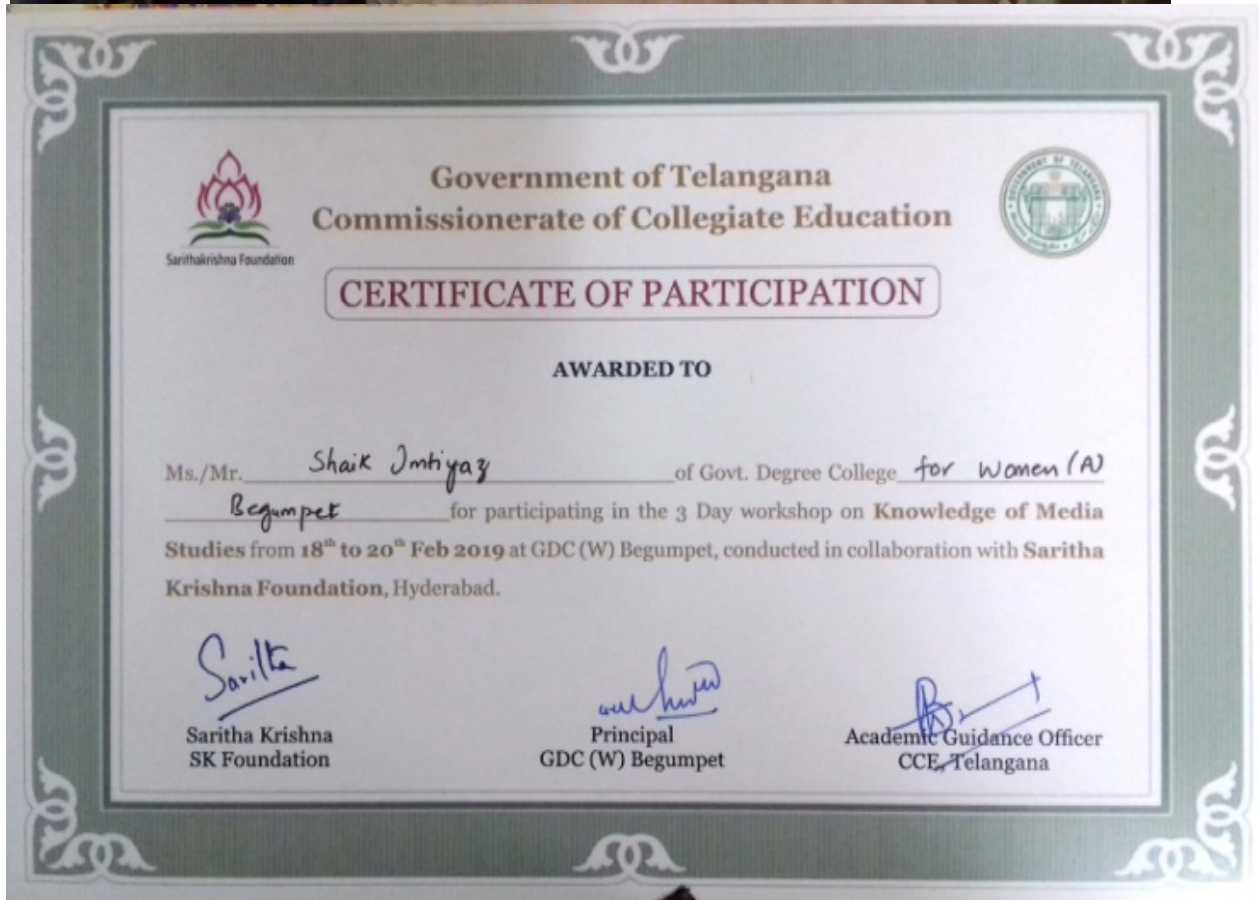 Government of Telangana
Commissionerate of Collegiate Education
Sarithakrishna Foundation
GOVERNMENT OF TELANGANA
CERTIFICATE OF PARTICIPATION
AWARDED TO
Ms./Mr. Shaik Imtiyaz of Govt. Degree College for Women (A)
Begumpet for participating in the 3 Day workshop on Knowledge of Media
Studies from 18th to 20th Feb 2019 at GDC (W) Begumpet, conducted in collaboration with Saritha
Krishna Foundation, Hyderabad.
Saritha
Saritha Krishna
SK Foundation
Principal
GDC (W) Begumpet
Academic Guidance Officer
CCE, Telangana